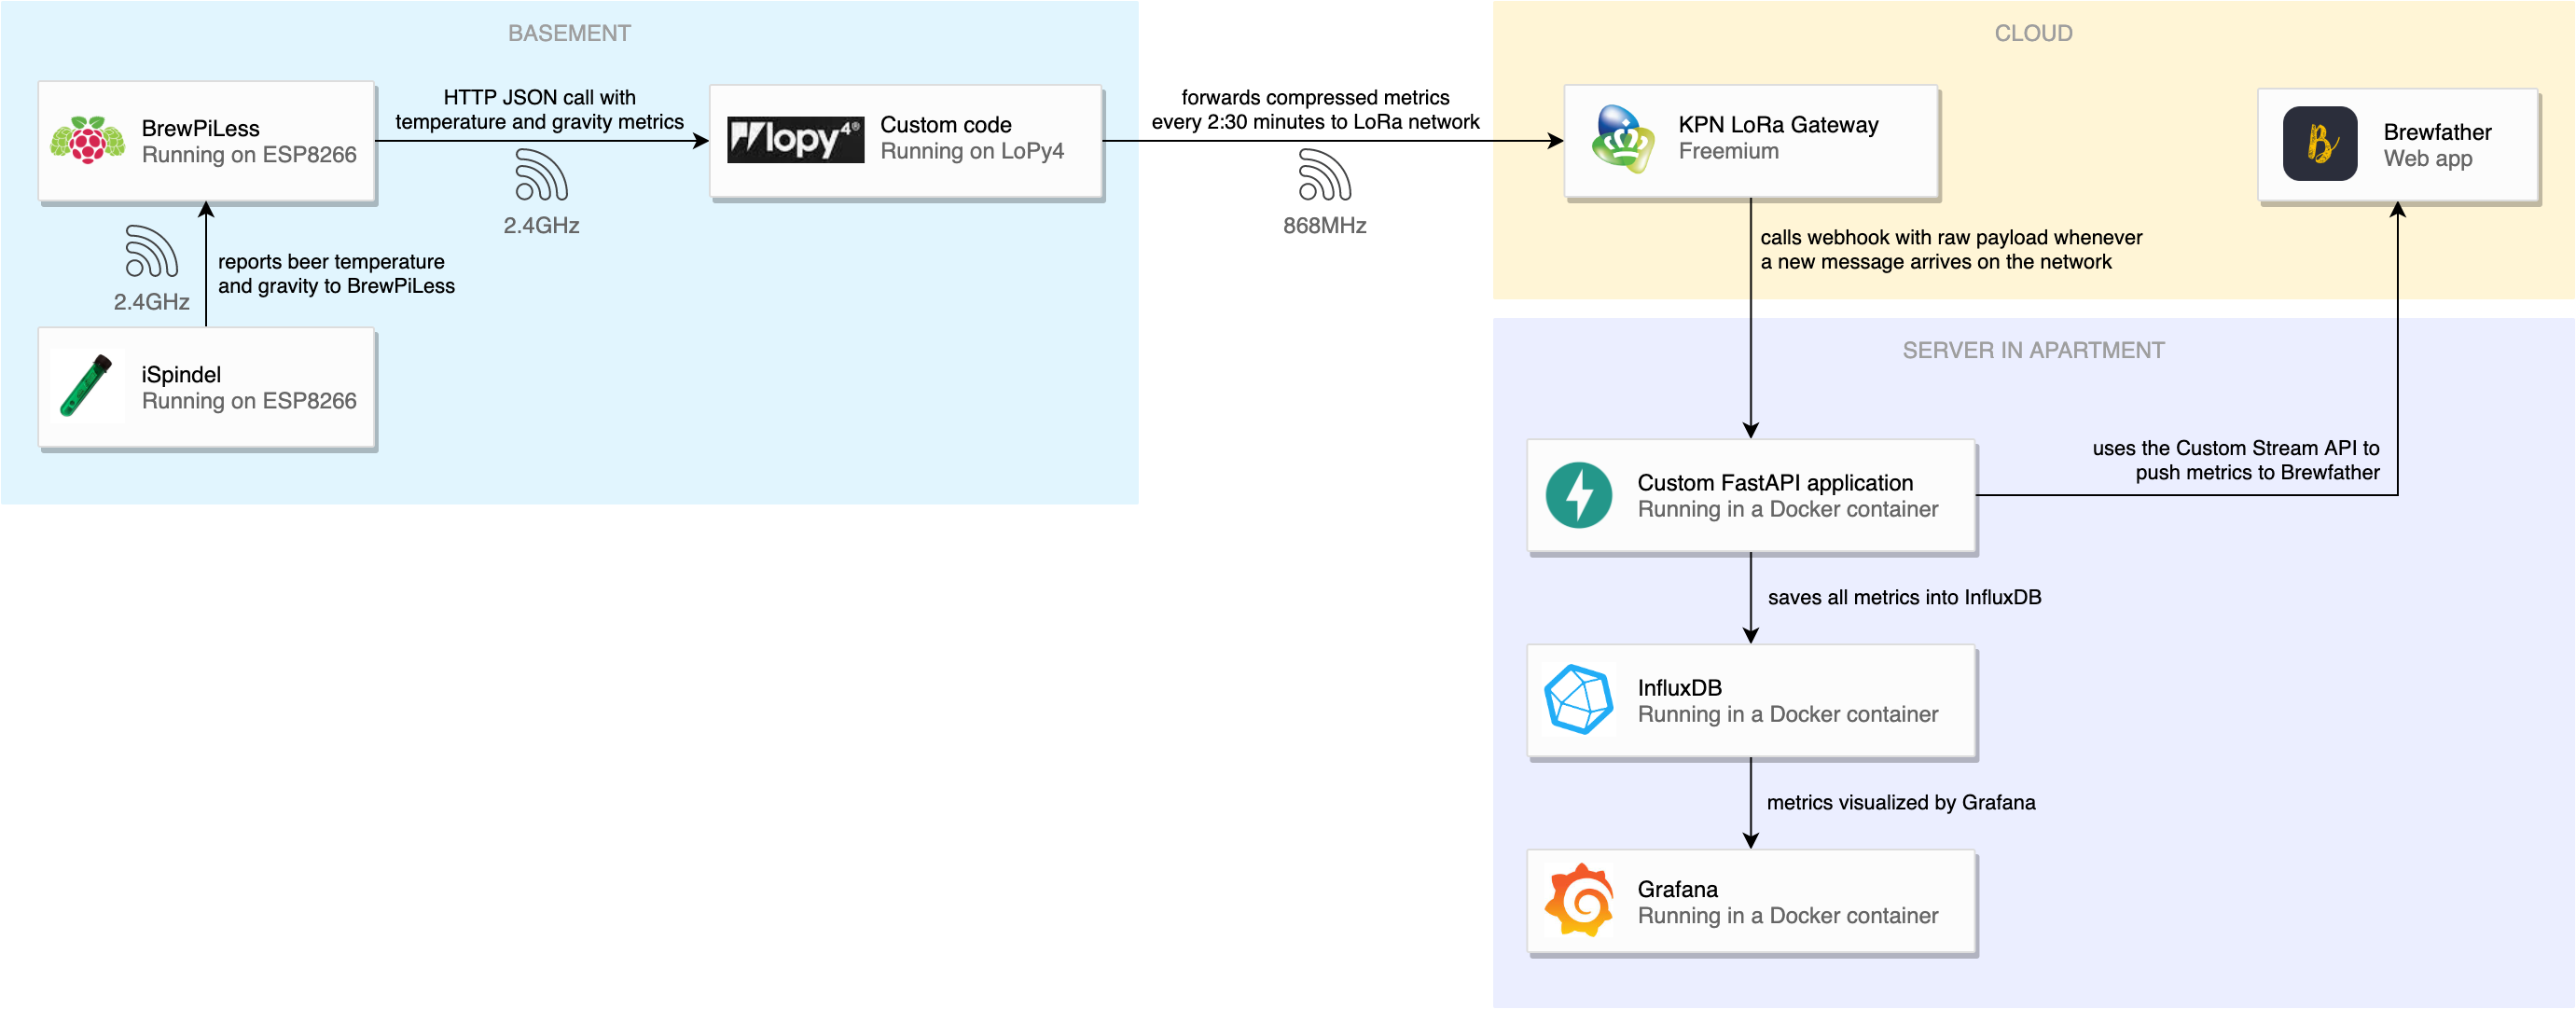 BASEMENT
BrewPiLess
Running on ESP8266
HTTP JSON call with
temperature and gravity metrics
2.4GHz
lopy4®
Custom code
Running on LoPy4
forwards compressed metrics
every 2:30 minutes to LoRa network
868MHz
2.4GHz
reports beer temperature
and gravity to BrewPiLess
iSpindel
Running on ESP8266
CLOUD
KPN LoRa Gateway
Freemium
B
Brewfather
Web app
calls webhook with raw payload whenever
a new message arrives on the network
SERVER IN APARTMENT
Custom FastAPI application
Running in a Docker container
uses the Custom Stream API to
push metrics to Brewfather
saves all metrics into InfluxDB
InfluxDB
Running in a Docker container
metrics visualized by Grafana
Grafana
Running in a Docker container